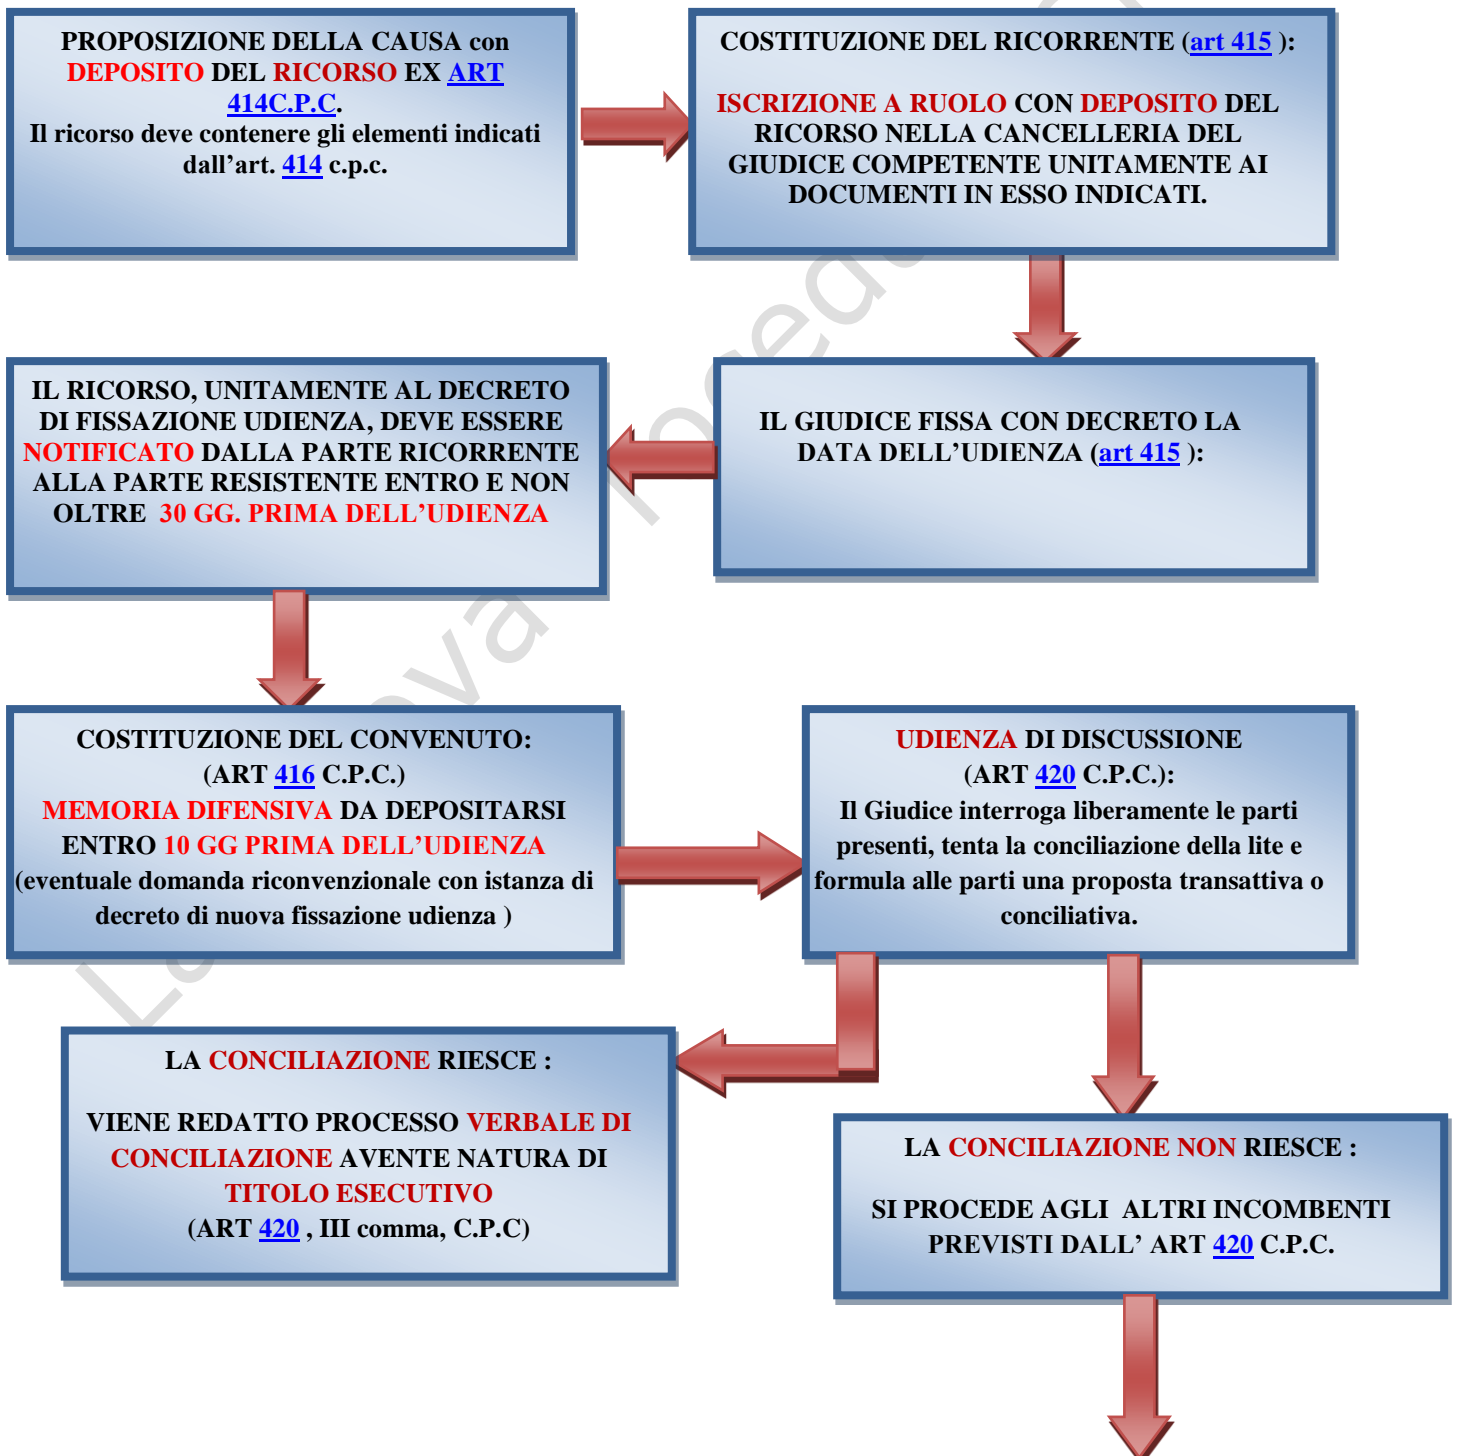 PROPOSIZIONE DELLA CAUSA con
DEPOSITO DEL RICORSO EX ART
414C.P.C.
Il ricorso deve contenere gli elementi indicati
dall’art. 414 c.p.c.
COSTITUZIONE DEL RICORRENTE (art 415 ):
ISCRIZIONE A RUOLO CON DEPOSITO DEL
RICORSO NELLA CANCELLERIA DEL
GIUDICE COMPETENTE UNITAMENTE AI
DOCUMENTI IN ESSO INDICATI.
IL GIUDICE FISSA CON DECRETO LA
DATA DELL’UDIENZA (art 415 ):
IL RICORSO, UNITAMENTE AL DECRETO
DI FISSAZIONE UDIENZA, DEVE ESSERE
NOTIFICATO DALLA PARTE RICORRENTE
ALLA PARTE RESISTENTE ENTRO E NON
OLTRE 30 GG. PRIMA DELL’UDIENZA
COSTITUZIONE DEL CONVENUTO:
(ART 416 C.P.C.)
MEMORIA DIFENSIVA DA DEPOSITARSI
ENTRO 10 GG PRIMA DELL’UDIENZA
(eventuale domanda riconvenzionale con istanza di
decreto di nuova fissazione udienza )
UDIENZA DI DISCUSSIONE
(ART 420 C.P.C.):
Il Giudice interroga liberamente le parti
presenti, tenta la conciliazione della lite e
formula alle parti una proposta transattiva o
conciliativa.
LA CONCILIAZIONE RIESCE :
VIENE REDATTO PROCESSO VERBALE DI
CONCILIAZIONE AVENTE NATURA DI
TITOLO ESECUTIVO
(ART 420 , III comma, C.P.C)
LA CONCILIAZIONE NON RIESCE :
SI PROCEDE AGLI ALTRI INCOMBENTI
PREVISTI DALL’ ART 420 C.P.C.